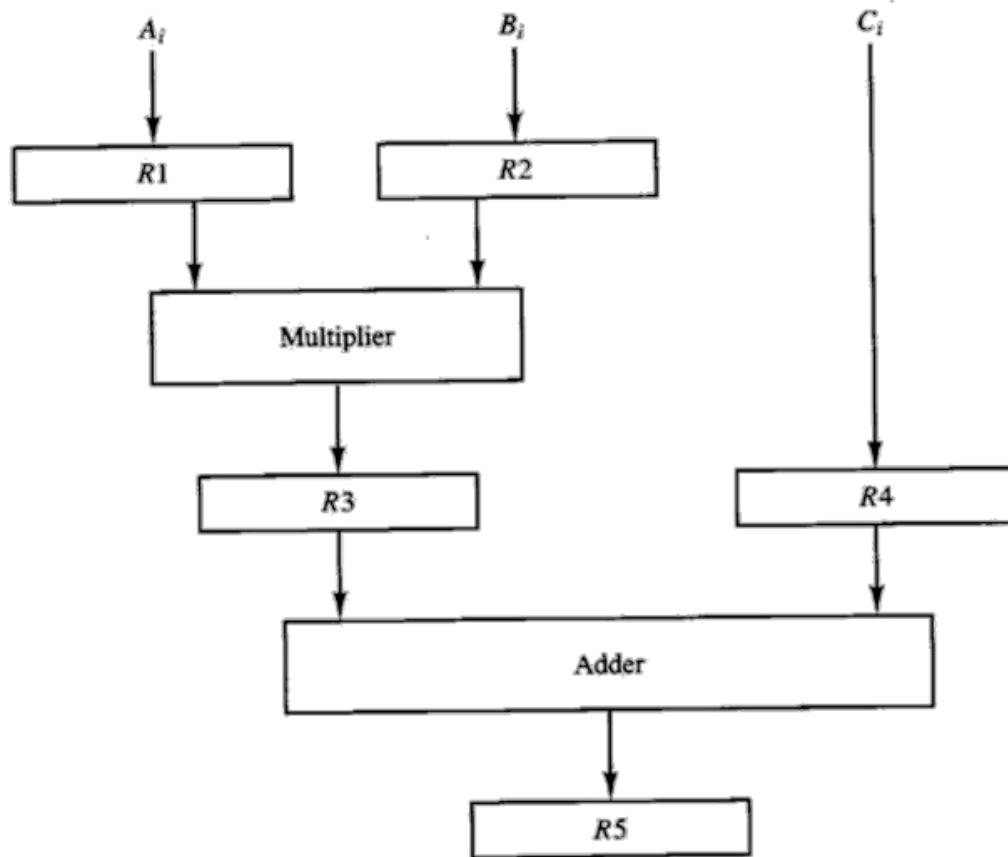 Aᵢ
Bᵢ
Cᵢ
R1
R2
Multiplier
R3
R4
Adder
R5